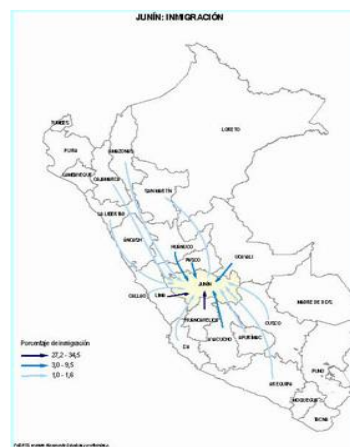 JUNÍN: INMIGRACIÓN
TUMBES
LORETO
PIURA
AMAZONAS
LAMBAYEQUE
CAJAMARCA
SAN MARTÍN
LA LIBERTAD
ANCASH
HUÁNUCO
PASCO
UCAYALI
JUNÍN
CALLAO
LIMA
MADRE DE DIOS
HUANCAVELICA
CUSCO
AYACUCHO
APURÍMAC
ICA
PUNO
AREQUIPA
MOQUEGUA
TACNA
Porcentaje de inmigración
27,2 - 34,5
3,0 - 9,5
1,0 - 1,6